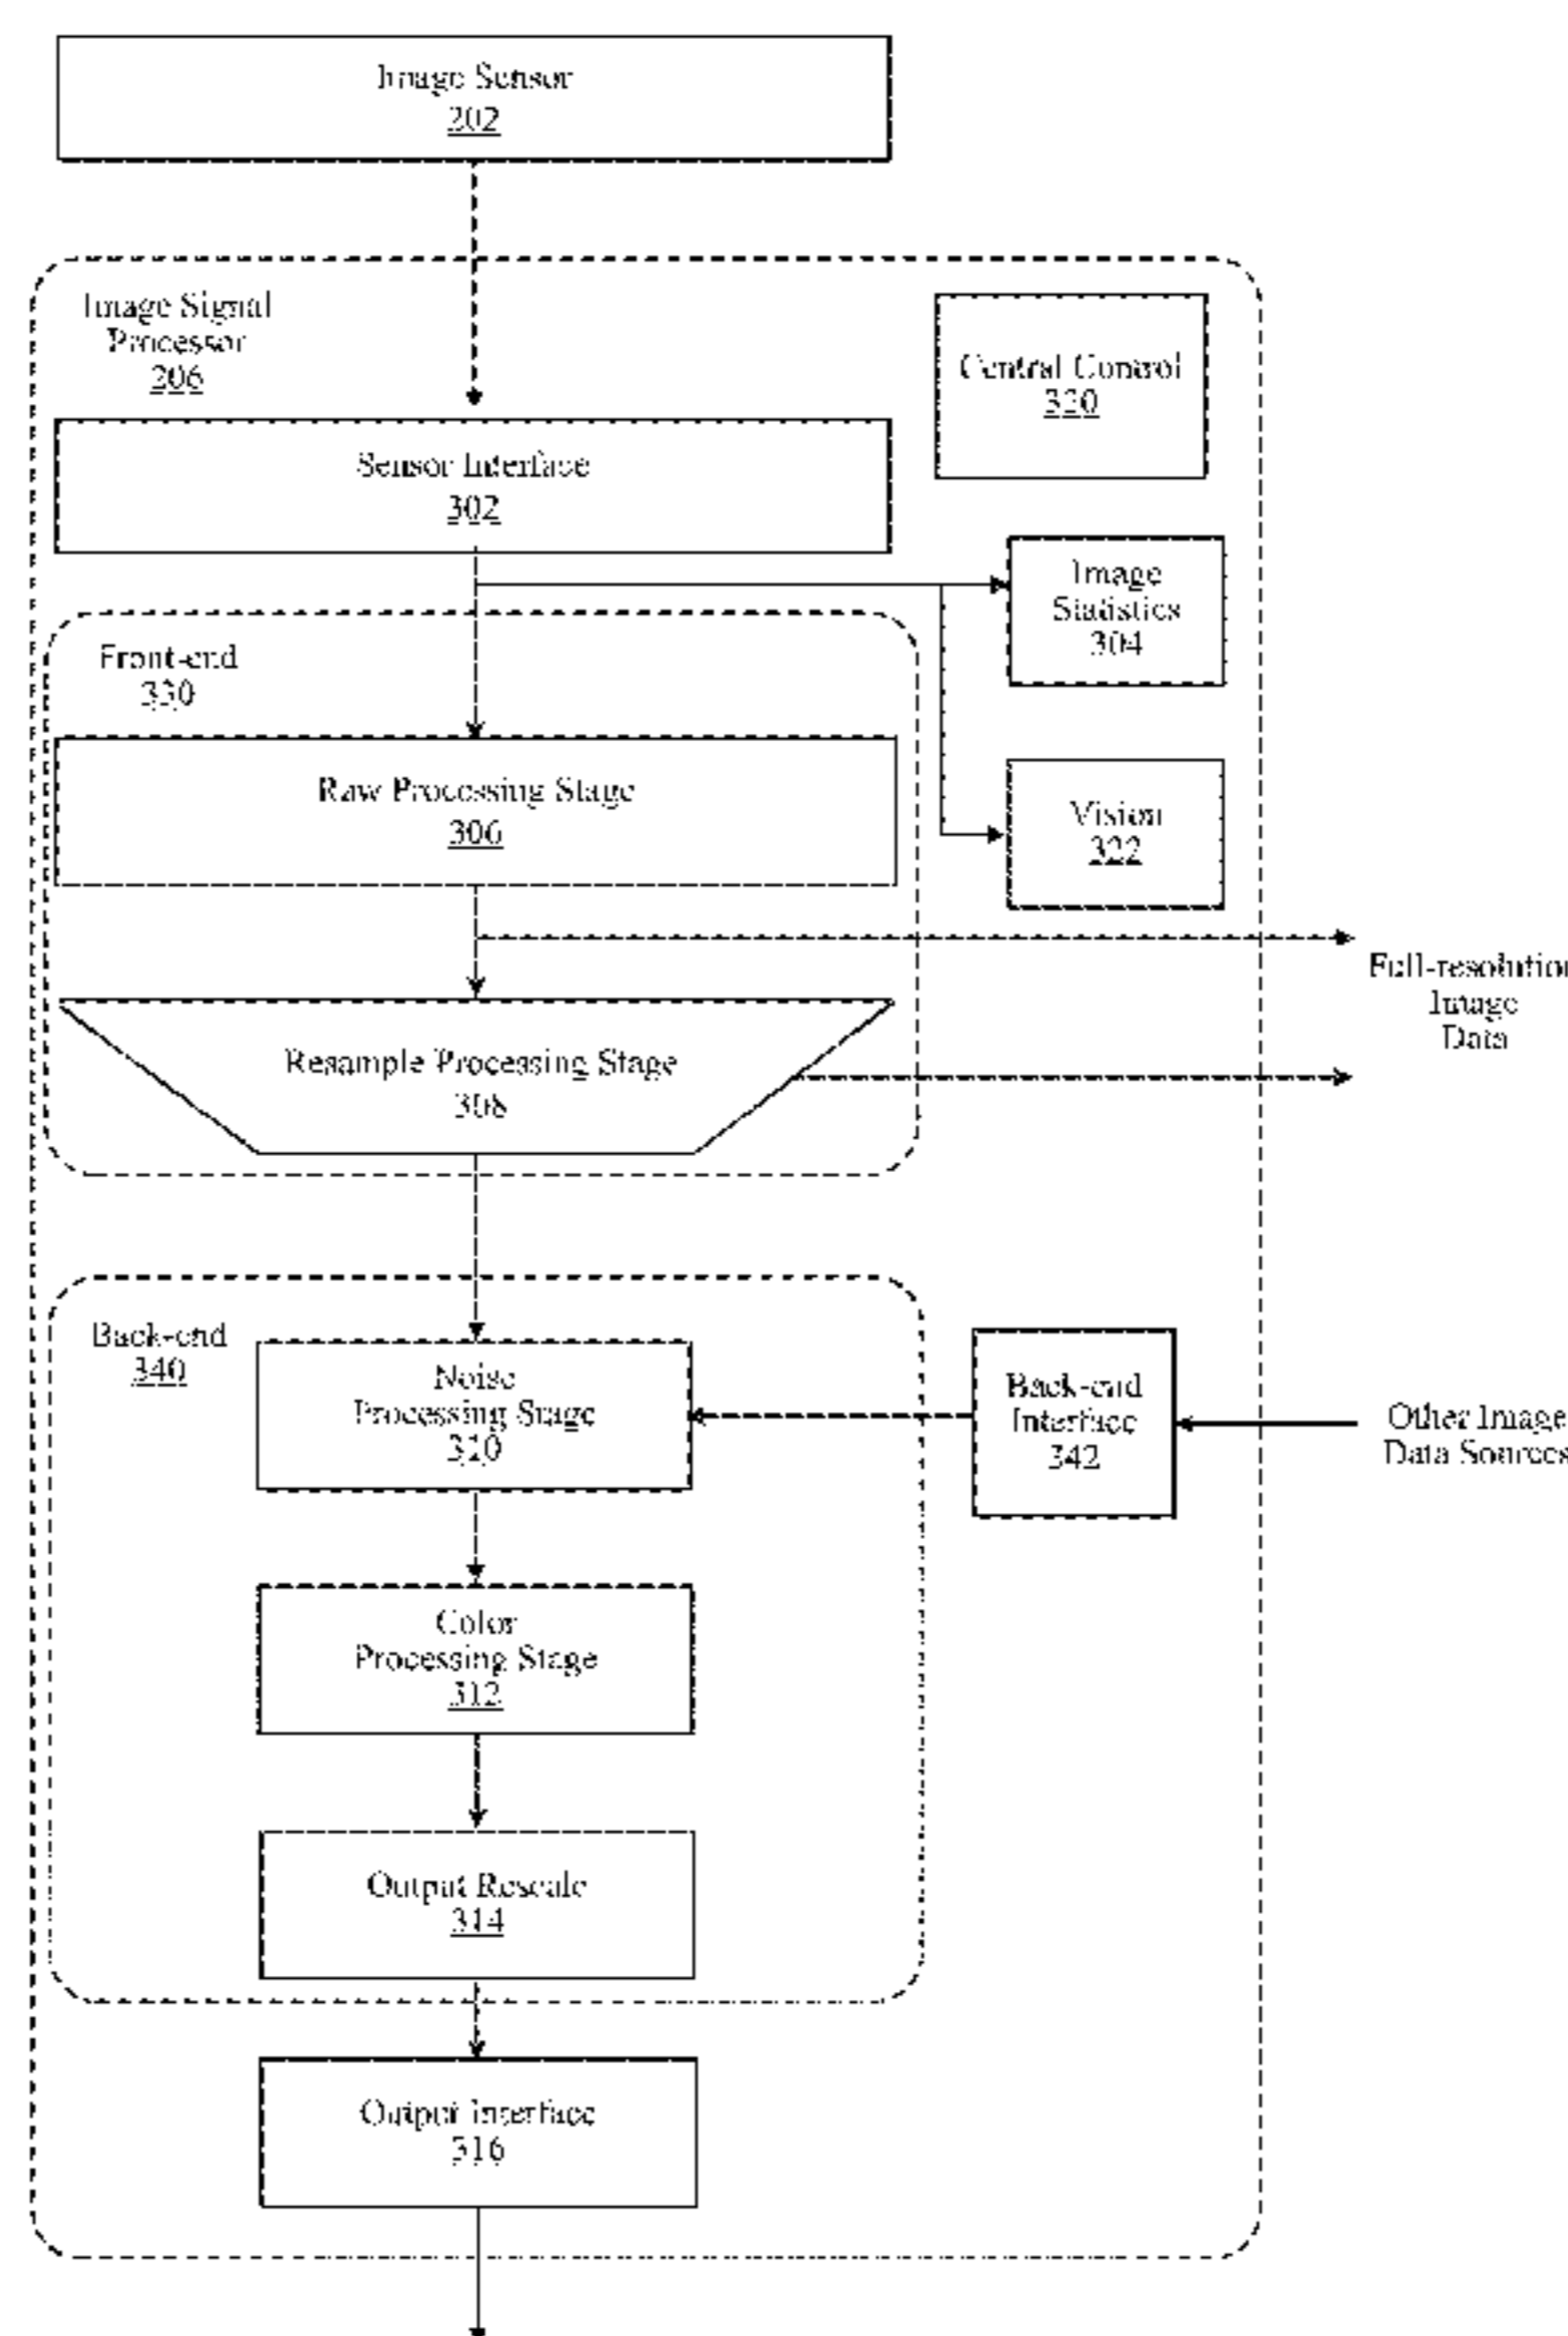 Image Sensor
202
Image Signal
Processor
206
Central Control
320
Sensor Interface
302
Image
Statistics
304
Front-end
330
Raw Processing Stage
306
Vision
322
Full-resolution
Image
Data
Resample Processing Stage
308
Back-end
340
Noise
Processing Stage
Back-end
Interface
342
Other Image
Data Sources
Color
Processing Stage
312
Output Rescale
314
Output Interface
316